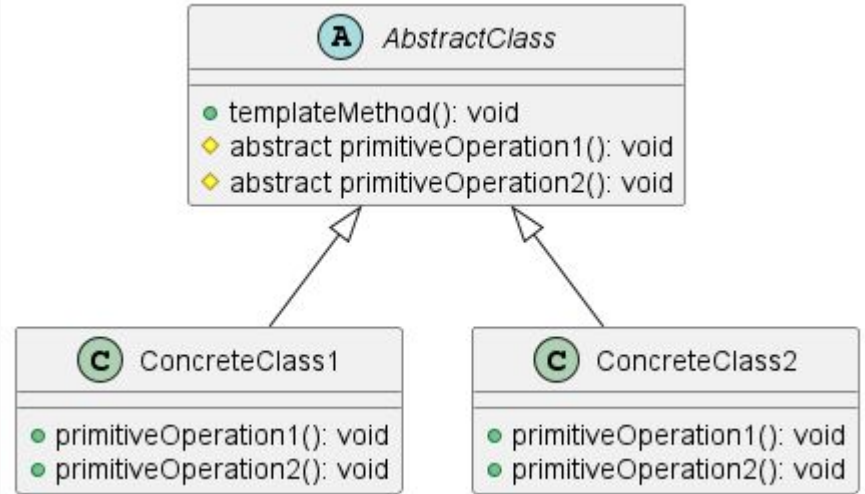 A AbstractClass
templateMethod(): void
abstract primitiveOperation1(): void
abstract primitiveOperation2(): void
C ConcreteClass1
primitiveOperation1(): void
primitiveOperation2(): void
C ConcreteClass2
primitiveOperation1(): void
primitiveOperation2(): void